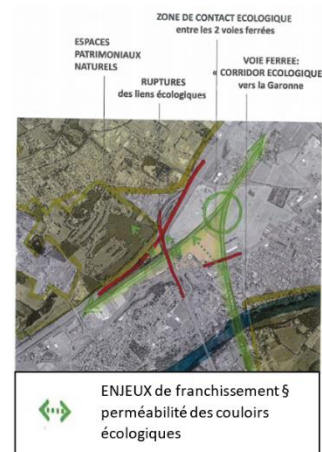 ZONE DE CONTACT ECOLOGIQUE
entre les 2 voies ferrées
ESPACES
PATRIMONIAUX
NATURELS
VOIE FERREE:
« CORRIDOR ECOLOGIQUE
vers la Garonne
RUPTURES
des liens écologiques
ENJEUX de franchissement §
perméabilité des couloirs
écologiques